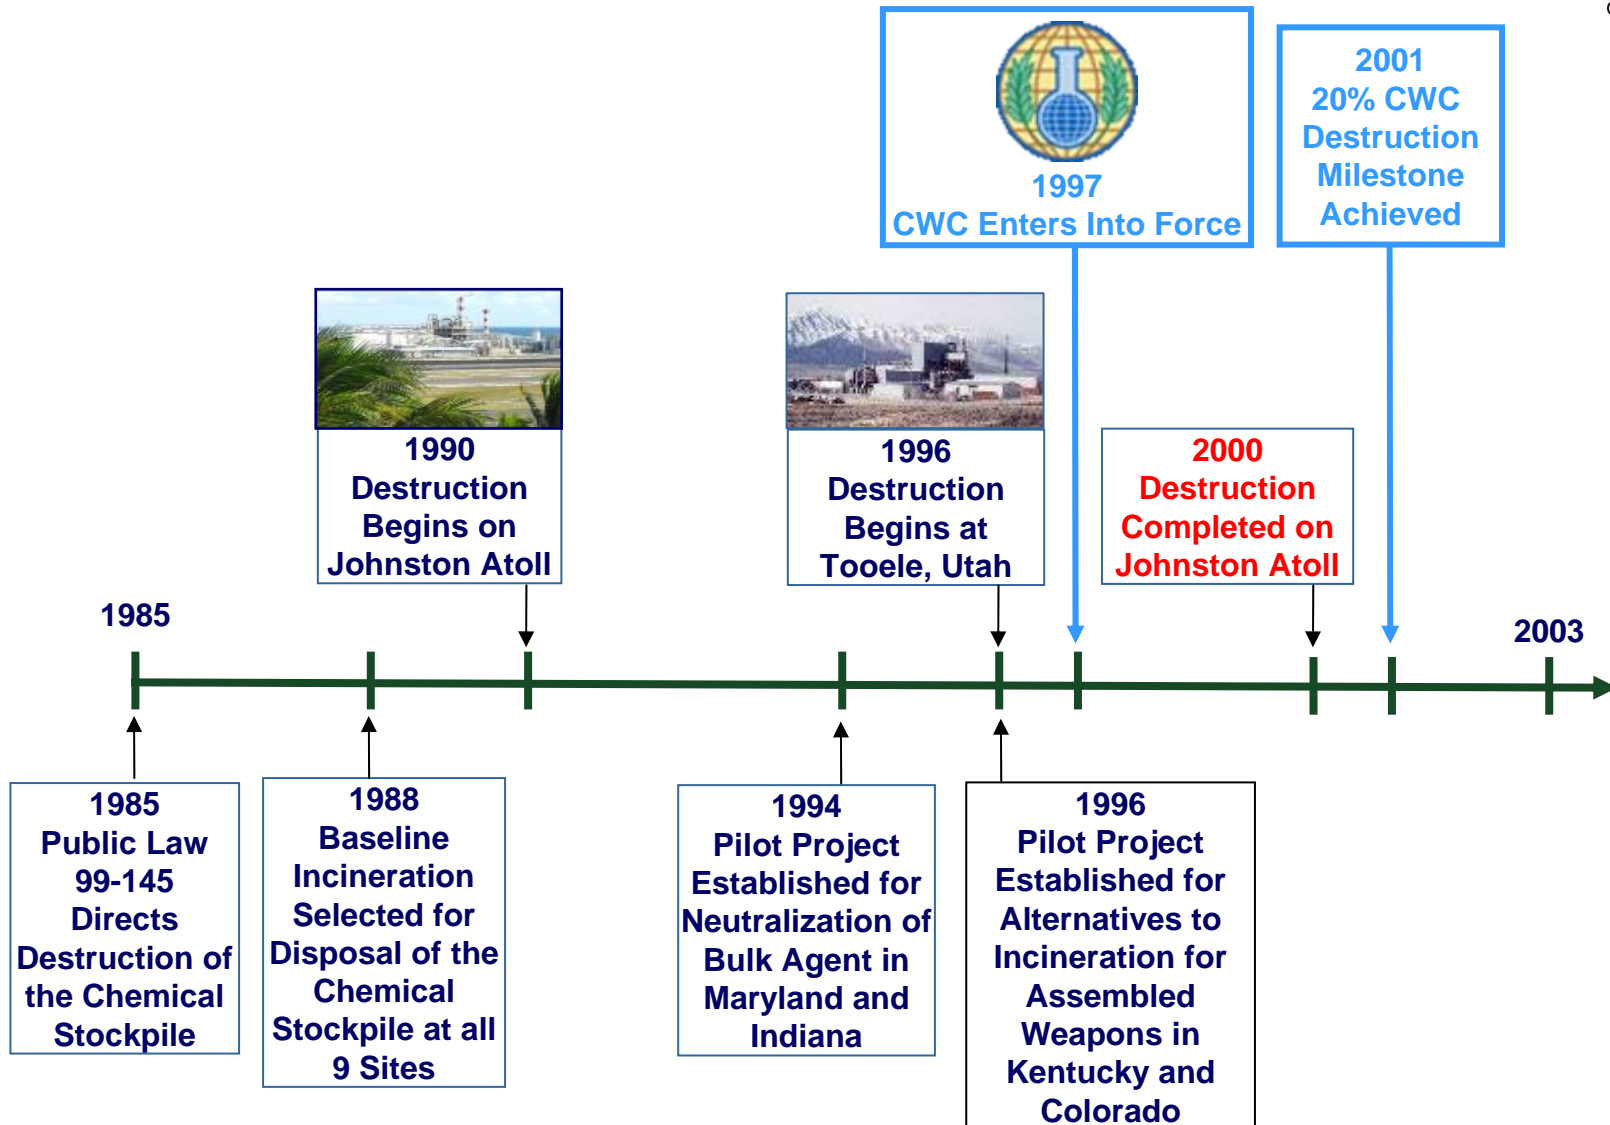 1997
CWC Enters Into Force
2001
20% CWC
Destruction
Milestone
Achieved
1990
Destruction
Begins on
Johnston Atoll
1996
Destruction
Begins at
Tooele, Utah
2000
Destruction
Completed on
Johnston Atoll
1985
2003
1985
Public Law
99-145
Directs
Destruction of
the Chemical
Stockpile
1988
Baseline
Incineration
Selected for
Disposal of the
Chemical
Stockpile at all
9 Sites
1994
Pilot Project
Established for
Neutralization of
Bulk Agent in
Maryland and
Indiana
1996
Pilot Project
Established for
Alternatives to
Incineration for
Assembled
Weapons in
Kentucky and
Colorado